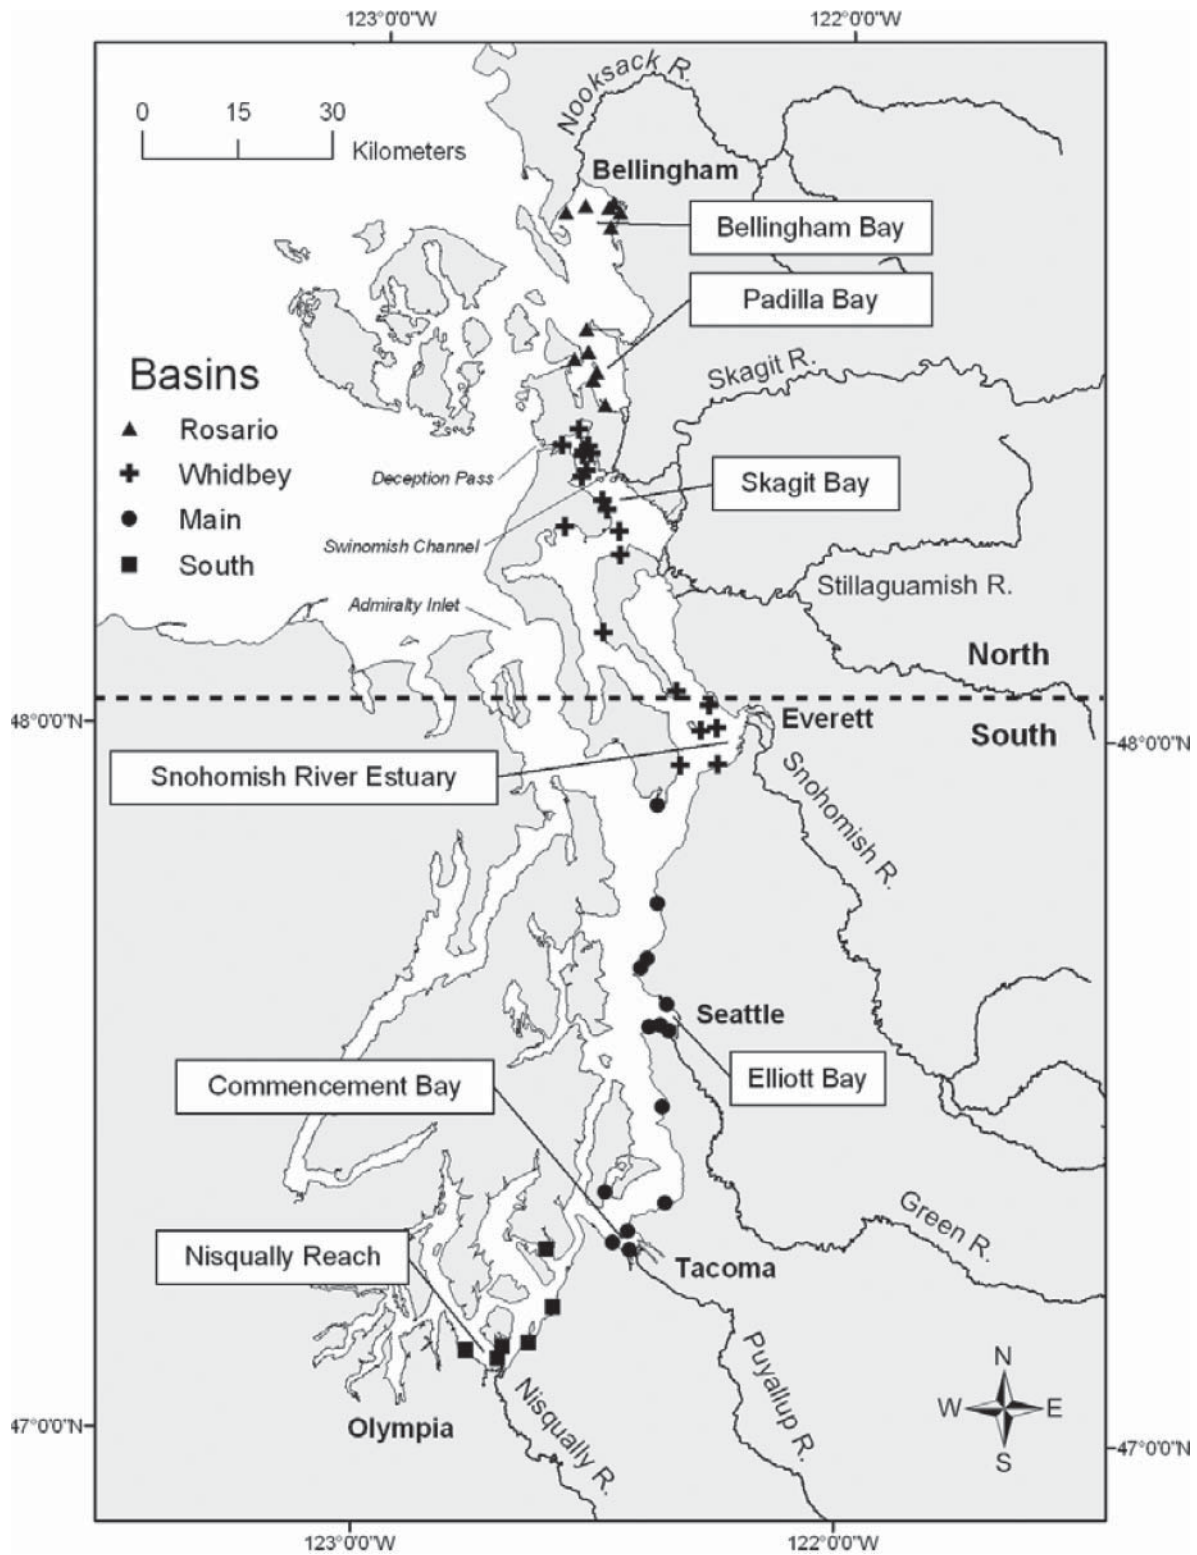 123°0'0"W
122°0'0"W
0 15 30
Kilometers
Nooksack R.
Bellingham
Bellingham Bay
Padilla Bay
Skagit R.
Basins
Rosario
Whidbey
Main
South
Deception Pass
Skagit Bay
Swinomish Channel
Stillaguamish R.
Admiralty Inlet
North
48°0'0"N
Everett
South
48°0'0"N
Snohomish River Estuary
Snohomish R.
Seattle
Commencement Bay
Elliott Bay
Green R.
Nisqually Reach
Tacoma
Puyallup R.
N
W E
S
Nisqually R.
Olympia
47°0'0"N
47°0'0"N
123°0'0"W
122°0'0"W